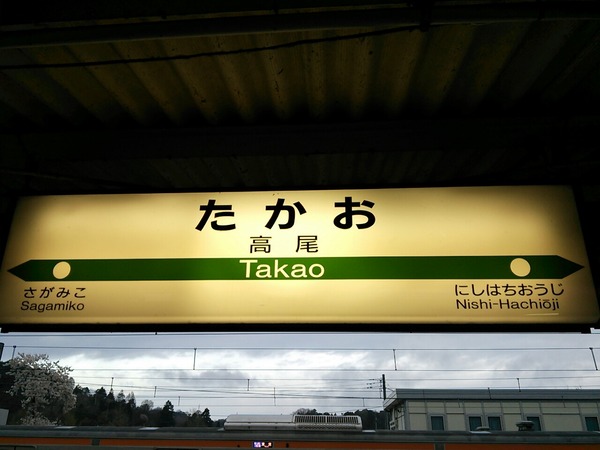 たかお
高尾
Takao
さがみこ
Sagamiko
にしはちおうじ
Nishi-Hachiōji